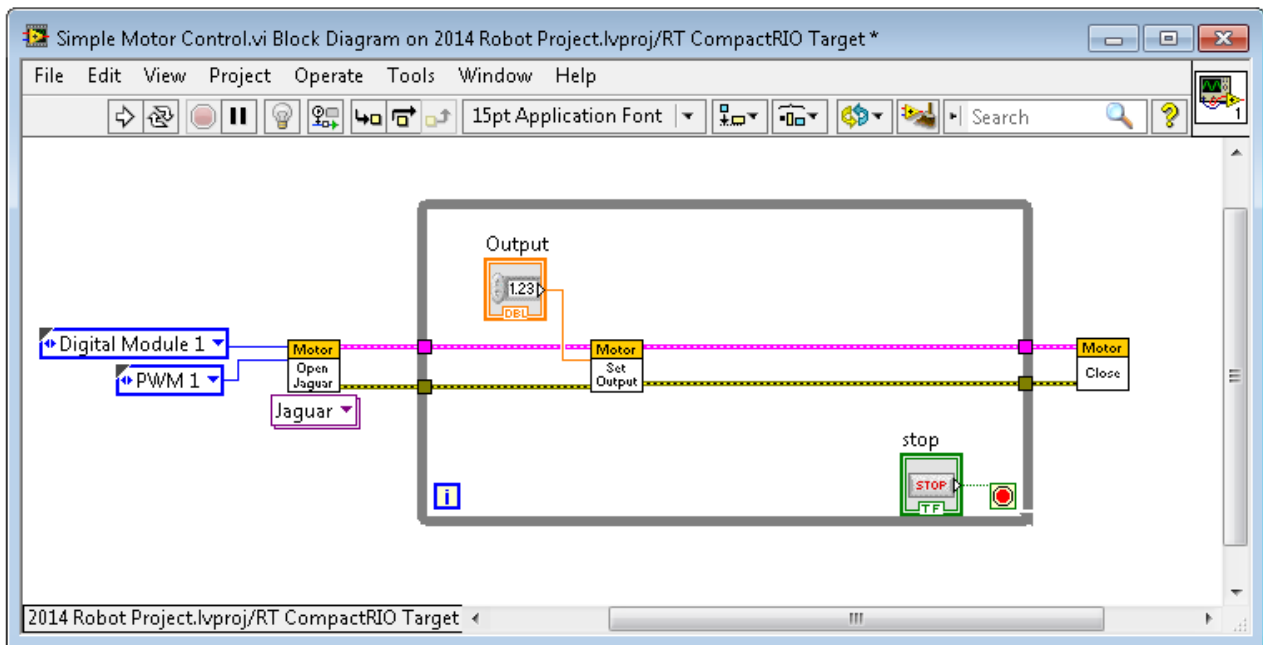 Simple Motor Control.vi Block Diagram on 2014 Robot Project.lvproj/RT CompactRIO Target *
File Edit View Project Operate Tools Window Help
15pt Application Font Search
1
Output
1.23
DBL
Digital Module 1
PWM 1
Motor
Open
Jaguar
Jaguar
Motor
Set
Output
Motor
Close
stop
STOP
TF
i
2014 Robot Project.lvproj/RT CompactRIO Target